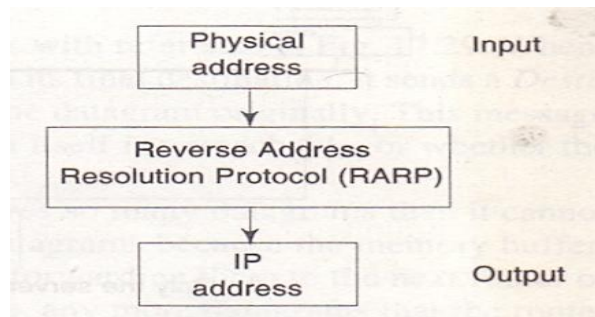 Physical
address
Input
Reverse Address
Resolution Protocol (RARP)
IP
address
Output